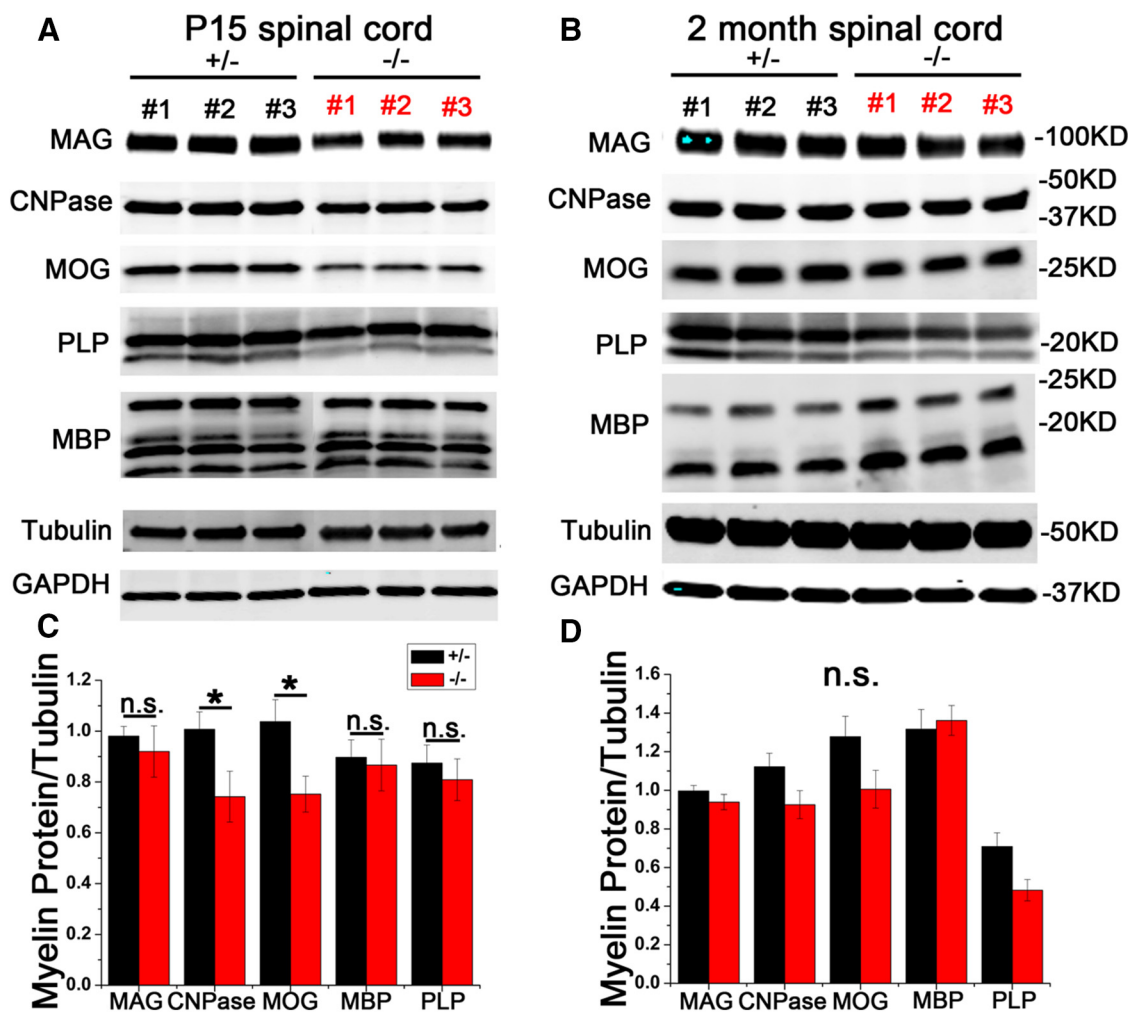 A
P15 spinal cord
+/-
-/-
#1 #2 #3 #1 #2 #3
MAG
CNPase
MOG
PLP
MBP
Tubulin
GAPDH
B
2 month spinal cord
+/-
-/-
#1 #2 #3 #1 #2 #3
MAG
-100KD
CNPase
-50KD
-37KD
MOG
-25KD
PLP
-20KD
MBP
-25KD
-20KD
Tubulin
-50KD
GAPDH
-37KD
C
Myelin Protein/Tubulin
+/-
-/-
1.2
1.0
0.8
0.6
0.4
0.2
0.0
n.s.
*
*
n.s.
n.s.
MAG CNPase MOG MBP PLP
D
Myelin Protein/Tubulin
n.s.
1.6
1.4
1.2
1.0
0.8
0.6
0.4
0.2
0.0
MAG CNPase MOG MBP PLP